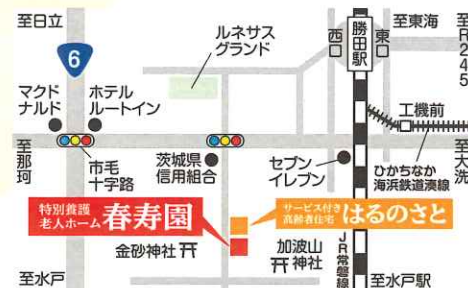 至日立
6
マクド
ナルド
ホテル
ルートイン
ルネサス
グランド
西口
勝田駅
東口
至東海
至R245
工機前
至那珂
市毛
十字路
茨城県
信用組合
セブン
イレブン
ひかちなか
海浜鉄道湊線
至大洗
特別養護
老人ホーム 春寿園
サービス付き
高齢者住宅 はるのさと
金砂神社
加波山
神社
JR常磐線
至水戸
至水戸駅